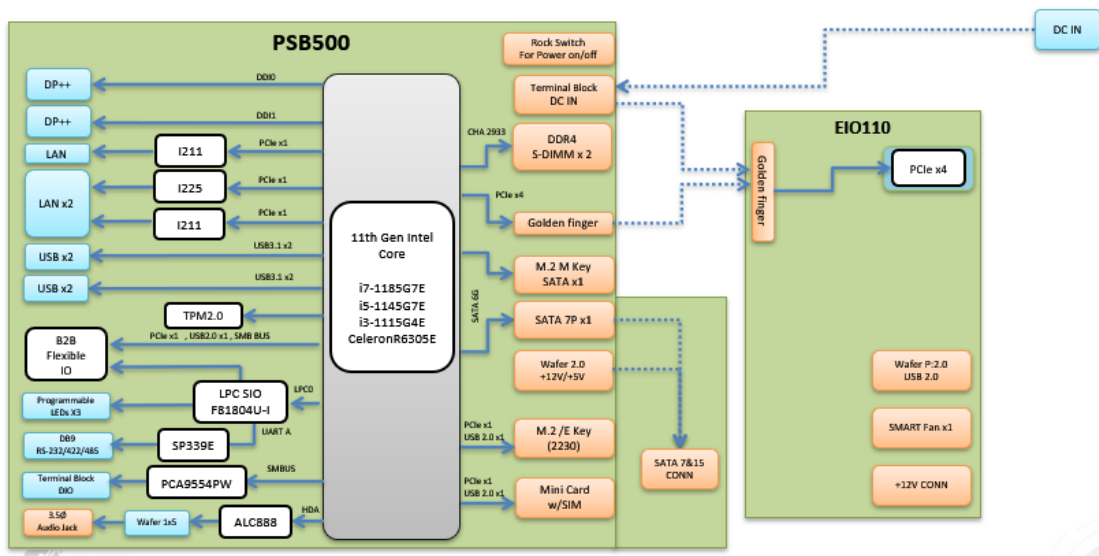 PSB500
Rock Switch
For Power on/off
DC IN
DP++
DDI0
Terminal Block
DC IN
DP++
DDI1
CHA 2933
DDR4
S-DIMM x 2
EIO110
LAN
I211
PCIe x1
Golden finger
PCIe x4
LAN x2
I225
PCIe x1
I211
PCIe x1
PCIe x4
Golden finger
11th Gen Intel
Core
i7-1185G7E
i5-1145G7E
i3-1115G4E
CeleronR6305E
USB x2
USB3.1 x2
M.2 M Key
SATA x1
USB x2
USB3.1 x2
SATA 6G
TPM2.0
SATA 7P x1
PCIe x1 , USB2.0 x1 , SMB BUS
B2B
Flexible
IO
Wafer 2.0
+12V/+5V
Wafer P:2.0
USB 2.0
LPC SIO
F81804U-I
LPC0
Programmable
LEDs X3
UART A
DB9
RS-232/422/485
SP339E
PCIe x1
USB 2.0 x1
M.2 /E Key
(2230)
SMART Fan x1
SATA 7&15
CONN
Terminal Block
DIO
PCA9554PW
SMBUS
PCIe x1
USB 2.0 x1
Mini Card
w/SIM
+12V CONN
3.5Ø
Audio Jack
Wafer 1x5
ALC888
HDA